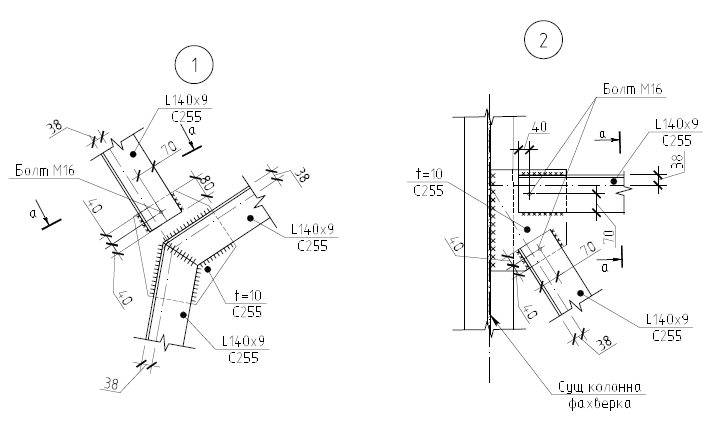 1
L140x9
C255
38
a
70
Болт М16
80
38
40
a
L140x9
C255
40
t=10
C255
L140x9
C255
38
2
Болт М16
40
a
L140x9
C255
38
t=10
C255
70
40
70
a
40
L140x9
C255
38
Сущ колонна
фахверка